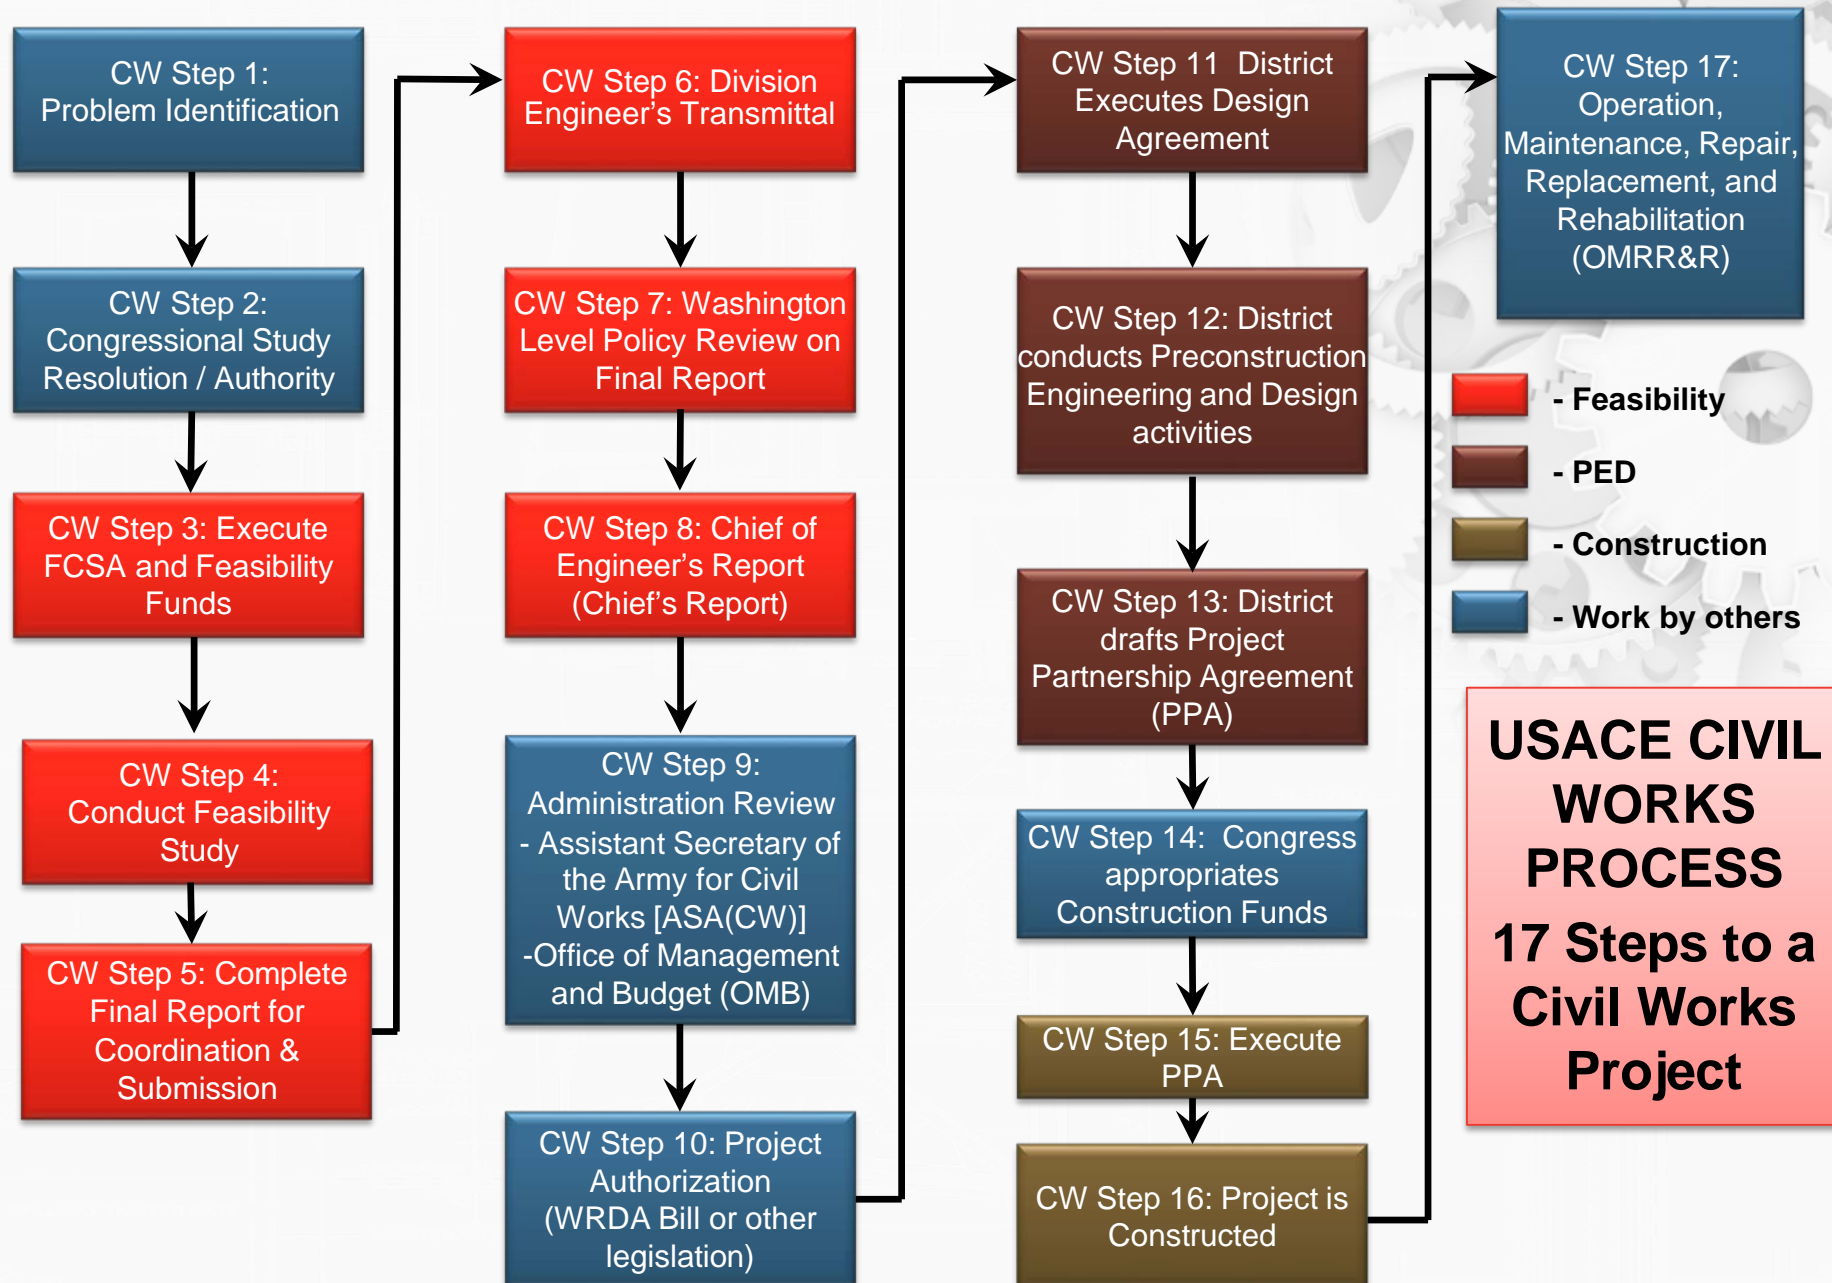 CW Step 1:
Problem Identification
CW Step 2:
Congressional Study
Resolution / Authority
CW Step 3: Execute
FCSA and Feasibility
Funds
CW Step 4:
Conduct Feasibility
Study
CW Step 5: Complete
Final Report for
Coordination &
Submission
CW Step 6: Division
Engineer’s Transmittal
CW Step 7: Washington
Level Policy Review on
Final Report
CW Step 8: Chief of
Engineer’s Report
(Chief’s Report)
CW Step 9:
Administration Review
- Assistant Secretary of
the Army for Civil
Works [ASA(CW)]
-Office of Management
and Budget (OMB)
CW Step 10: Project
Authorization
(WRDA Bill or other
legislation)
CW Step 11  District
Executes Design
Agreement
CW Step 12: District
conducts Preconstruction
Engineering and Design
activities
CW Step 13: District
drafts Project
Partnership Agreement
(PPA)
CW Step 14:  Congress
appropriates
Construction Funds
CW Step 15: Execute
PPA
CW Step 16: Project is
Constructed
CW Step 17:
Operation,
Maintenance, Repair,
Replacement, and
Rehabilitation
(OMRR&R)
- Feasibility
- PED
- Construction
- Work by others
USACE CIVIL
WORKS
PROCESS
17 Steps to a
Civil Works
Project